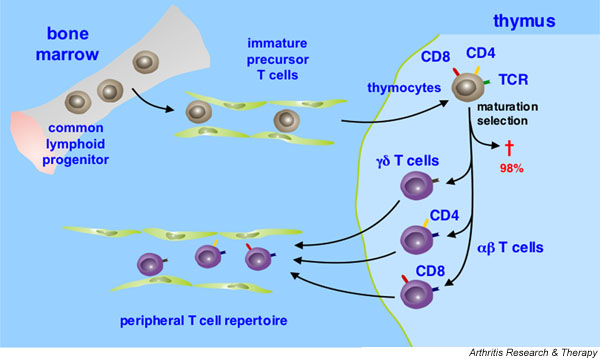 bone
marrow
common
lymphoid
progenitor
immature
precursor
T cells
thymus
CD8
CD4
TCR
thymocytes
maturation
selection
†
98%
γδ T cells
CD4
αβ T cells
CD8
peripheral T cell repertoire
Arthritis Research & Therapy